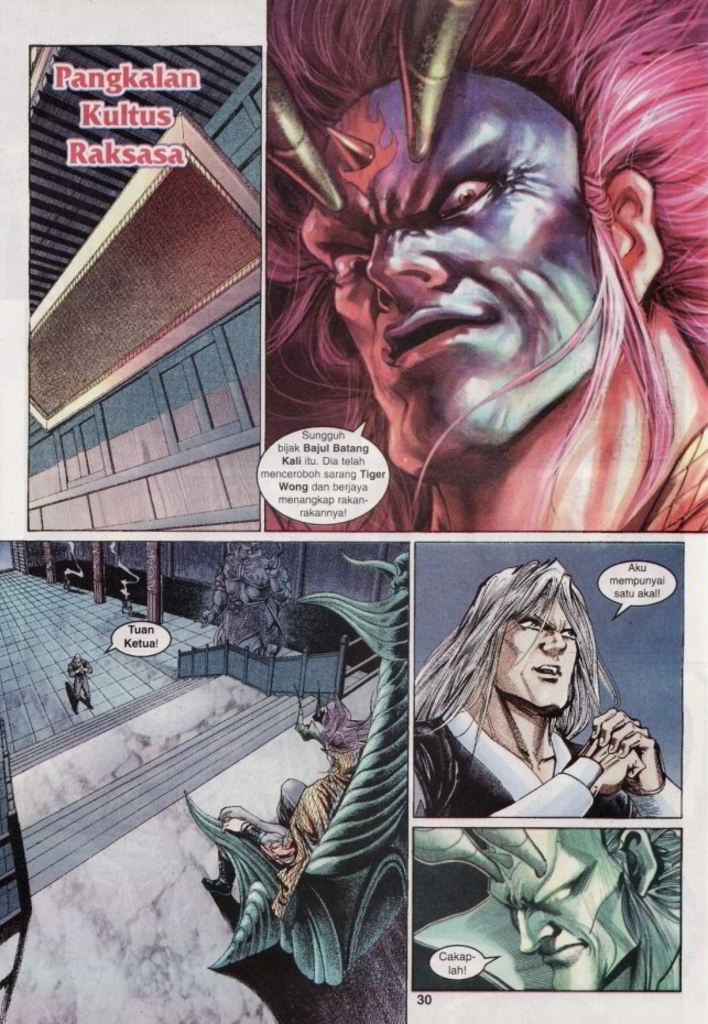 Pangkalan
Kultus
Raksasa
Sungguh
bijak Bajul Batang
Kali itu. Dia telah
menceroboh sarang Tiger
Wong dan berjaya
menangkap rakan-
rakannya!
Tuan
Ketua!
Aku
mempunyai
satu akal!
Cakap-
lah!
30